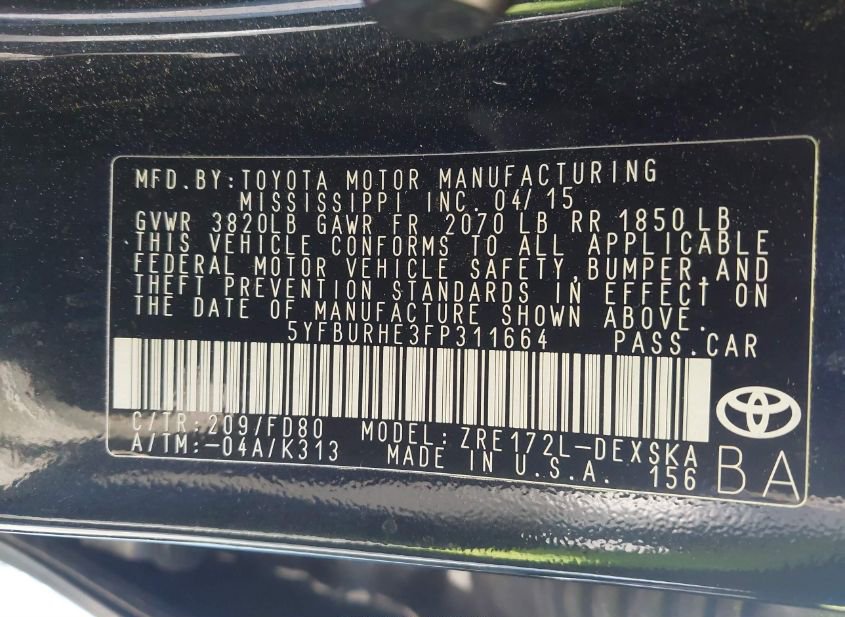 MFD.BY:TOYOTA MOTOR MANUFACTURING
MISSISSIPPI INC. 04/15
GVWR 3820LB GAWR FR 2070 LB RR 1850 LB
THIS VEHICLE CONFORMS TO ALL APPLICABLE
FEDERAL MOTOR VEHICLE SAFETY,BUMPER,AND
THEFT PREVENTION STANDARDS IN EFFECT ON
THE DATE OF MANUFACTURE SHOWN ABOVE.
5YFBURHE3FP311664 PASS.CAR
C/TR:209/FD80 MODEL:ZRE172L-DEXSKA
A/TM:-04A/K313 MADE IN U.S.A. 156
BA